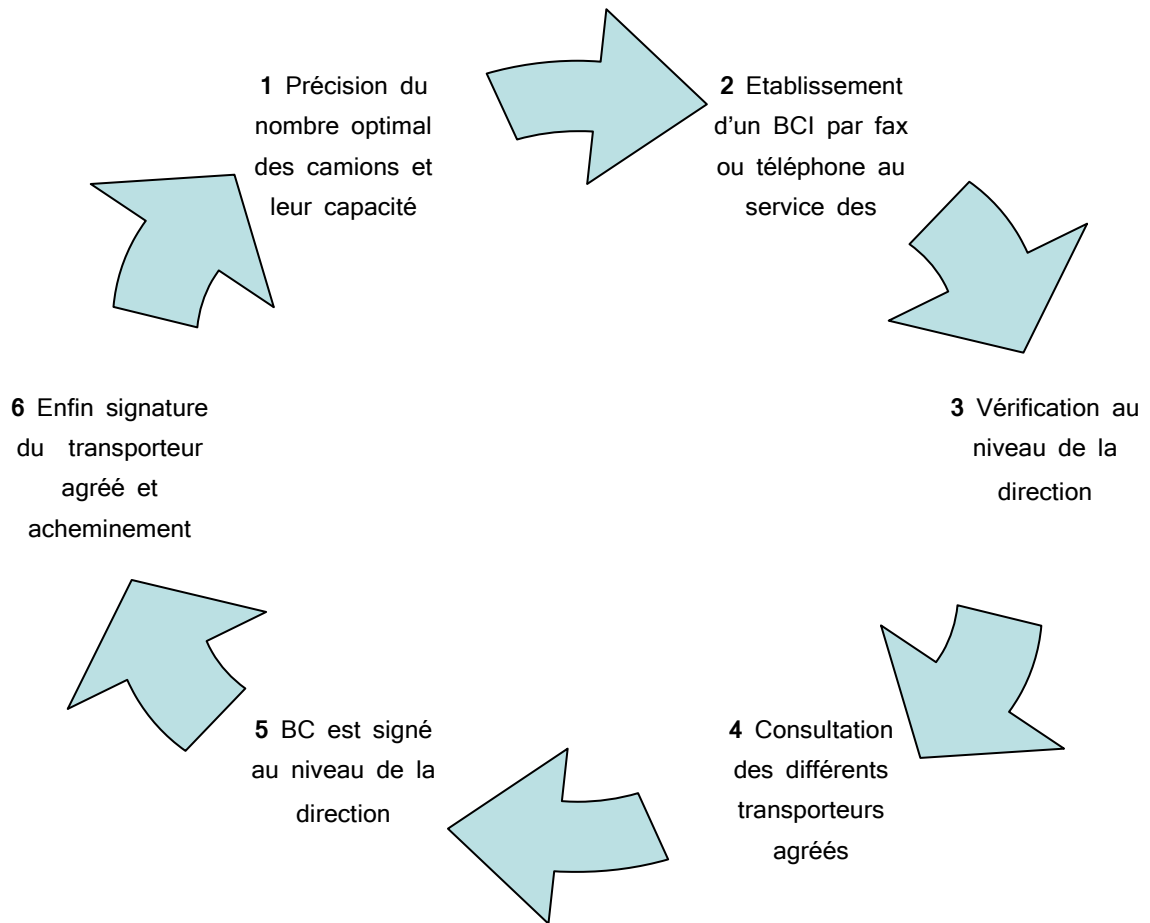 1 Précision du
nombre optimal
des camions et
leur capacité
2 Etablissement
d'un BCI par fax
ou téléphone au
service des
3 Vérification au
niveau de la
direction
4 Consultation
des différents
transporteurs
agréés
5 BC est signé
au niveau de la
direction
6 Enfin signature
du transporteur
agréé et
acheminement